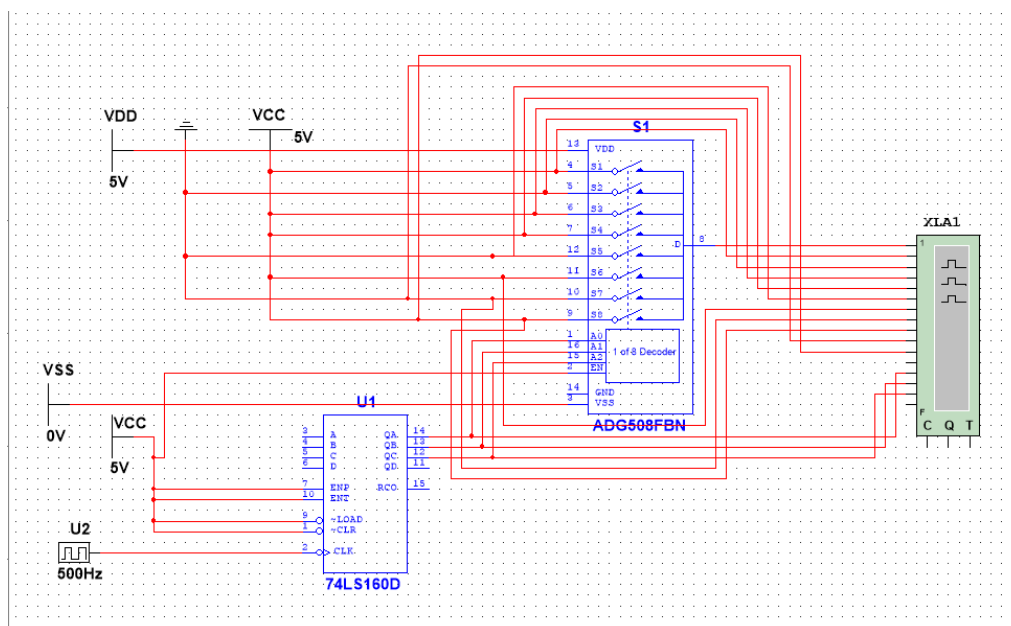 VDD
5V
VCC
5V
S1
13 VDD
4 S1
5 S2
6 S3
7 S4
12 S5
11 S6
10 S7
9 S8
D 8
1 A0
16 A1
15 A2
2 EN
1 of 8 Decoder
14 GND
3 VSS
ADG508FBN
XLA1
1
F
C Q T
VSS
0V
VCC
5V
U1
3 A QA 14
4 B QB 13
5 C QC 12
6 D QD 11
7 ENP RCO 15
10 ENT
9 ~LOAD
1 ~CLR
2 CLK
74LS160D
U2
500Hz